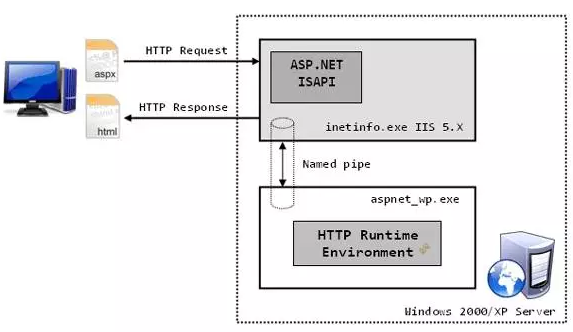 HTTP Request
aspx
ASP.NET
ISAPI
HTTP Response
html
inetinfo.exe IIS 5.X
Named pipe
aspnet_wp.exe
HTTP Runtime
Environment
Windows 2000/XP Server